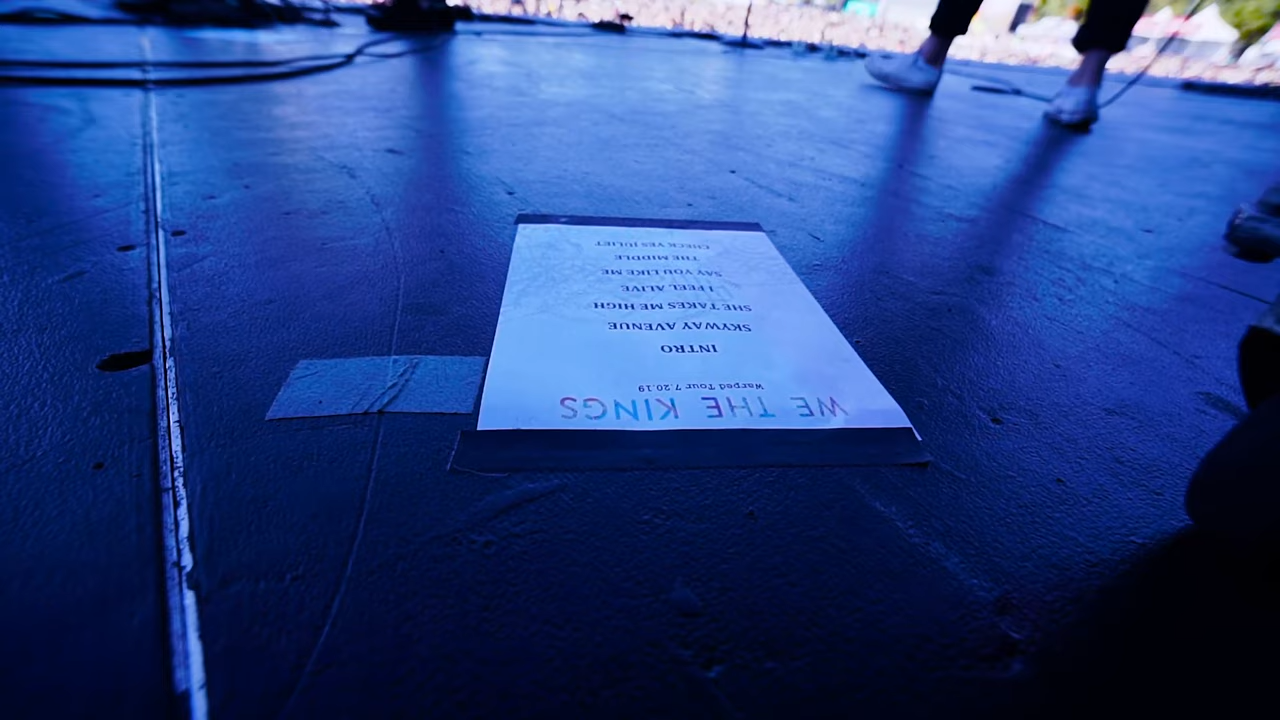 WE THE KINGS
Warped Tour 7.20.19
INTRO
SKYWAY AVENUE
SHE TAKES ME HIGH
I FEEL ALIVE
SAY YOU LIKE ME
THE MIDDLE
CHECK YES JULIET